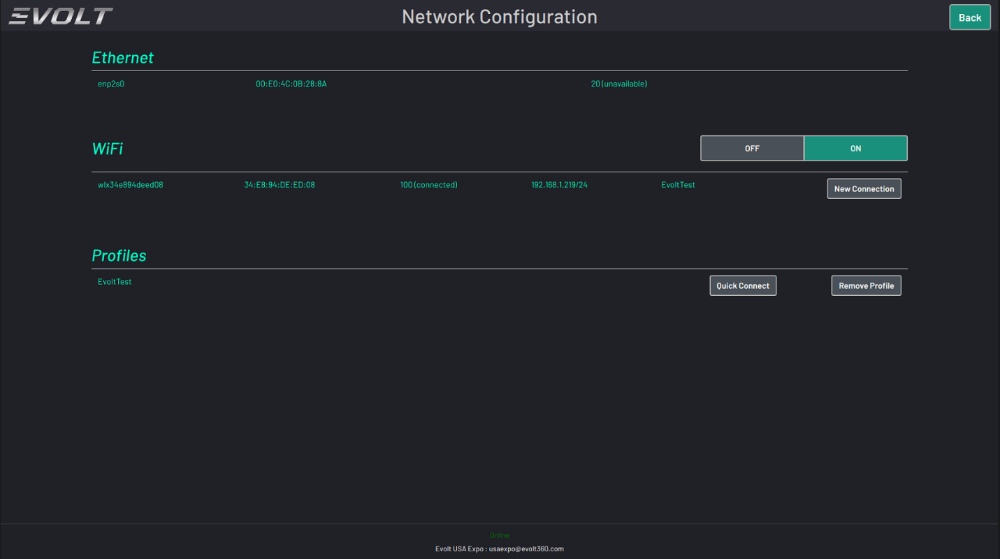 EVOLT
Network Configuration
Back
Ethernet
enp2s0 00:E0:4C:0B:28:8A 20 (unavailable)
WiFi
OFF ON
wlx34e894deed08 34:E8:94:DE:ED:08 100 (connected) 192.168.1.219/24 EvoltTest New Connection
Profiles
EvoltTest Quick Connect Remove Profile
Online
Evolt USA Expo : usaexpo@evolt360.com